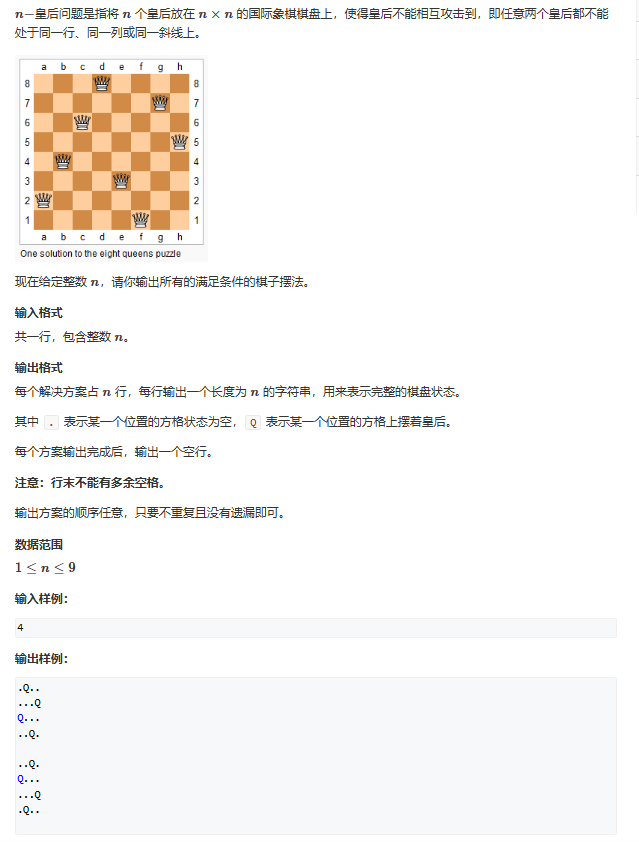 n−皇后问题是指将 n 个皇后放在 n × n 的国际象棋棋盘上，使得皇后不能相互攻击到，即任意两个皇后都不能
处于同一行、同一列或同一斜线上。
a b c d e f g h
8 8
7 7
6 6
5 5
4 4
3 3
2 2
1 1
a b c d e f g h
One solution to the eight queens puzzle
现在给定整数 n，请你输出所有的满足条件的棋子摆法。
输入格式
共一行，包含整数 n。
输出格式
每个解决方案占 n 行，每行输出一个长度为 n 的字符串，用来表示完整的棋盘状态。
其中 . 表示某一个位置的方格状态为空， Q 表示某一个位置的方格上摆着皇后。
每个方案输出完成后，输出一个空行。
注意：行末不能有多余空格。
输出方案的顺序任意，只要不重复且没有遗漏即可。
数据范围
1 ≤ n ≤ 9
输入样例：
4
输出样例：
.Q..
...Q
Q...
..Q.
..Q.
Q...
...Q
.Q..